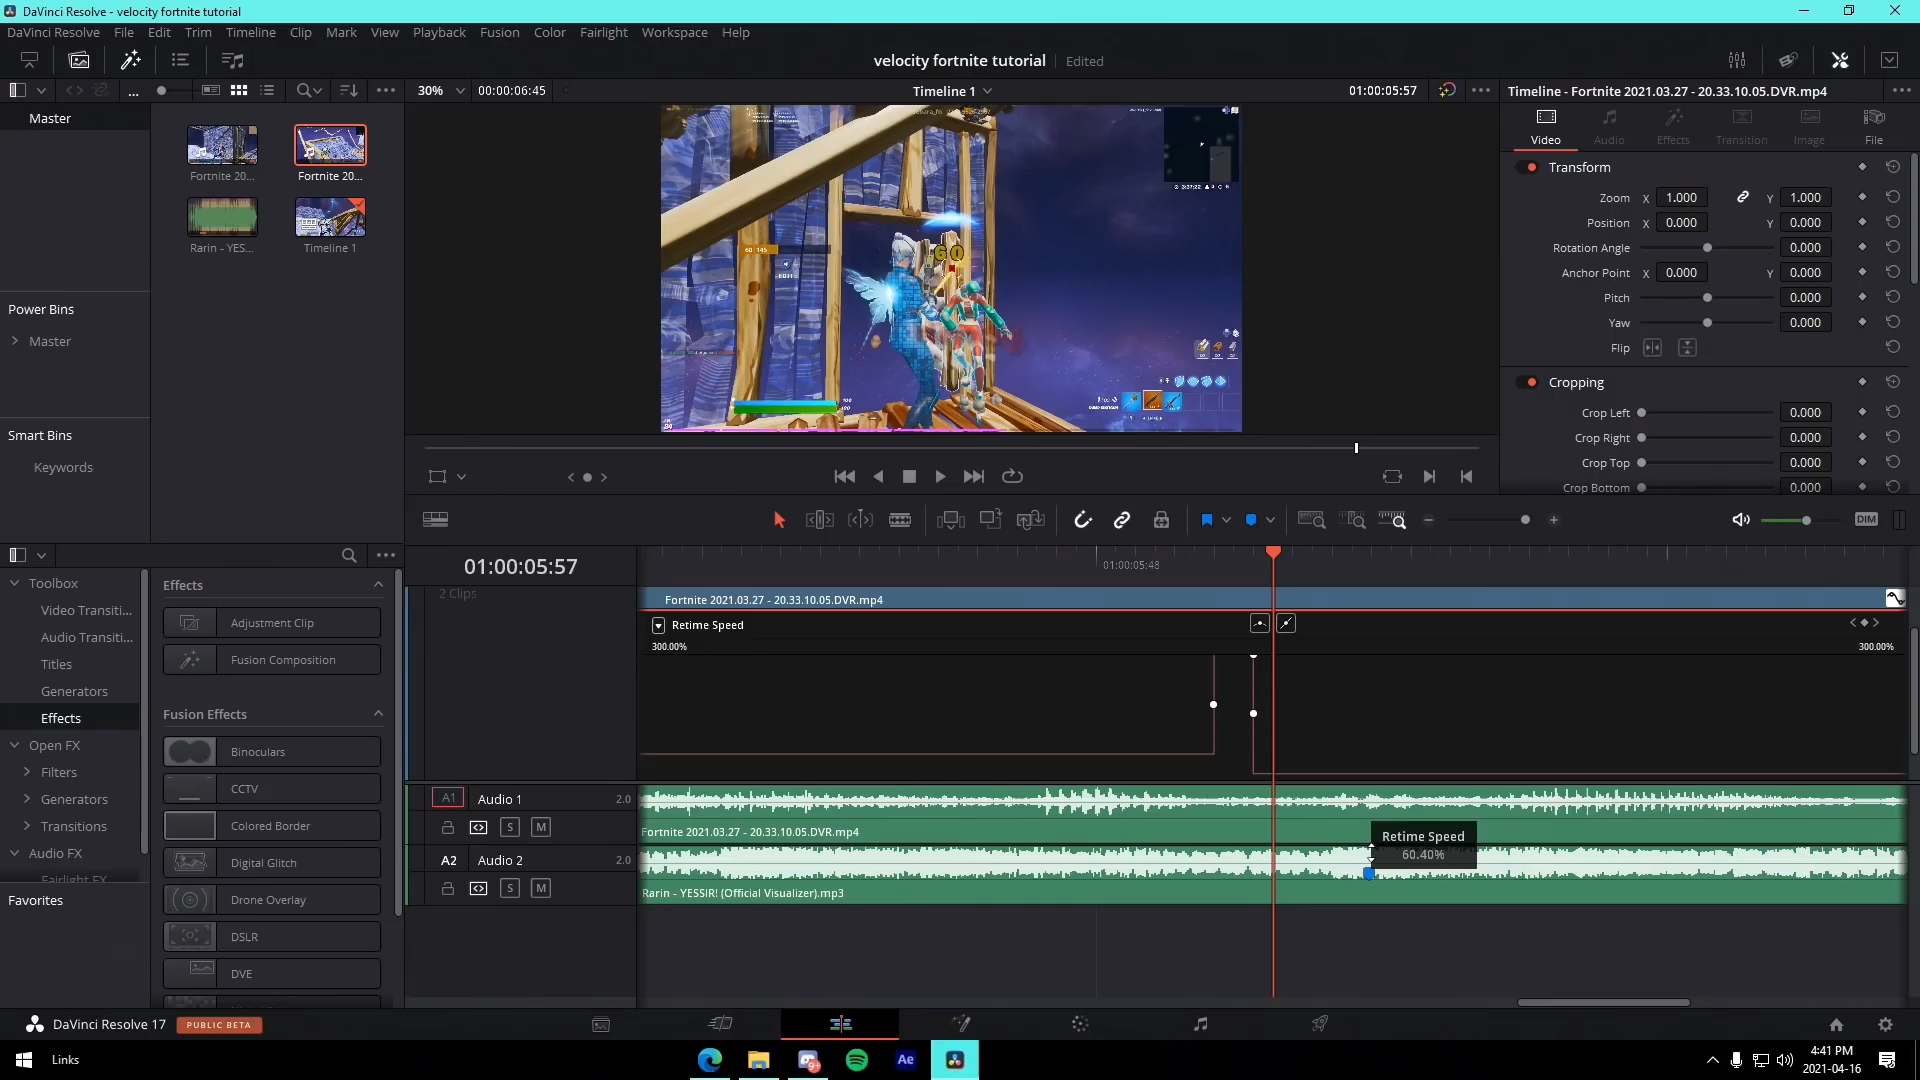 DaVinci Resolve - velocity fortnite tutorial
DaVinci Resolve File Edit Trim Timeline Clip Mark View Playback Fusion Color Fairlight Workspace Help
velocity fortnite tutorial Edited
... 30% 00:00:06:45 Timeline 1 01:00:05:57 Timeline - Fortnite 2021.03.27 - 20.33.10.05.DVR.mp4
Master
Fortnite 20...
Fortnite 20...
Rarin - YES...
Timeline 1
Power Bins
Master
Smart Bins
Keywords
60
EDIT
Video Audio Effects Transition Image File
Transform
Zoom X 1.000 Y 1.000
Position X 0.000 Y 0.000
Rotation Angle 0.000
Anchor Point X 0.000 Y 0.000
Pitch 0.000
Yaw 0.000
Flip
Cropping
Crop Left 0.000
Crop Right 0.000
Crop Top 0.000
Crop Bottom 0.000
DIM
Toolbox
Video Transiti...
Audio Transiti...
Titles
Generators
Effects
Open FX
Filters
Generators
Transitions
Audio FX
Fairlight FX
Favorites
Effects
Adjustment Clip
Fusion Composition
Fusion Effects
Binoculars
CCTV
Colored Border
Digital Glitch
Drone Overlay
DSLR
DVE
01:00:05:57
01:00:05:48
2 Clips
Fortnite 2021.03.27 - 20.33.10.05.DVR.mp4
Retime Speed
300.00% 300.00%
A1 Audio 1 2.0
S M
Fortnite 2021.03.27 - 20.33.10.05.DVR.mp4
Retime Speed
60.40%
A2 Audio 2 2.0
S M
Rarin - YESSIR! (Official Visualizer).mp3
DaVinci Resolve 17 PUBLIC BETA
Links
9+
Ae
4:41 PM
2021-04-16